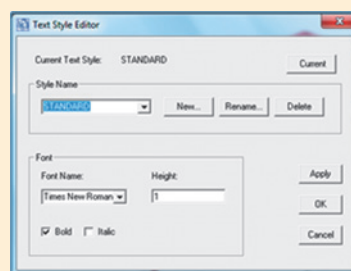 Text Style Editor
Current Text Style: STANDARD Current
Style Name
STANDARD New... Rename... Delete
Font
Font Name: Height:
Times New Roman 1
Bold Italic
Apply
OK
Cancel